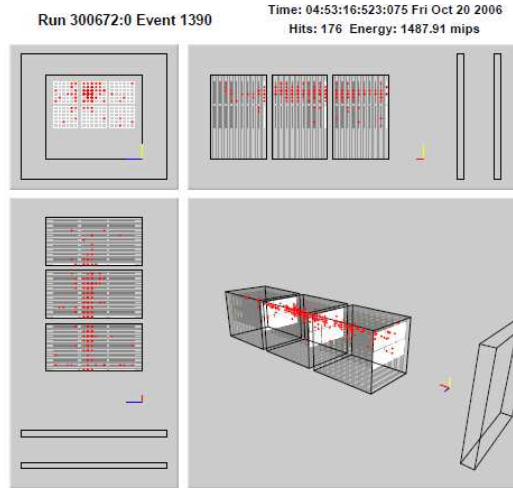 Run 300672:0 Event 1390
Time: 04:53:16:523:075 Fri Oct 20 2006
Hits: 176 Energy: 1487.91 mips